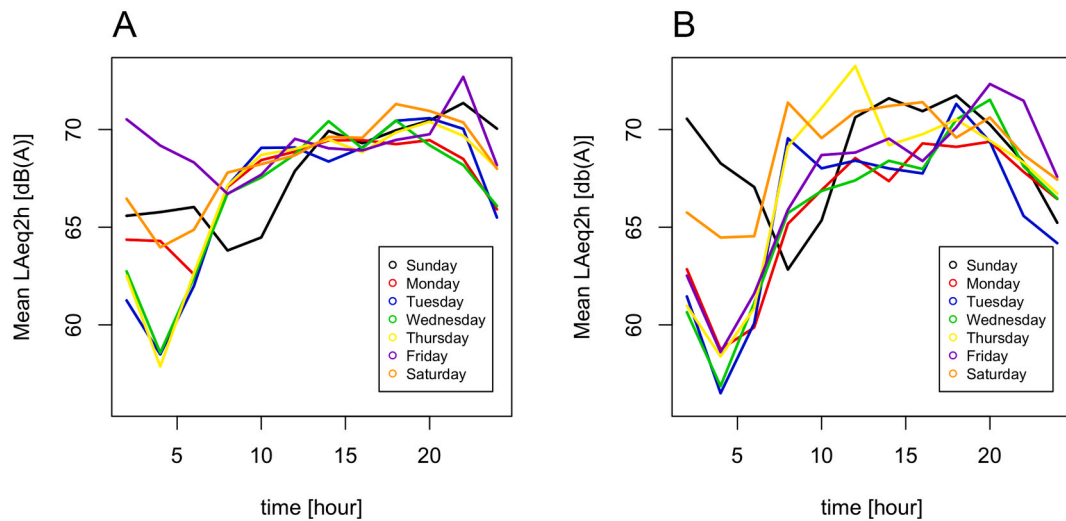 A
Mean LAeq2h [dB(A)]
70
65
60
Sunday
Monday
Tuesday
Wednesday
Thursday
Friday
Saturday
5 10 15 20
time [hour]
B
Mean LAeq2h [db(A)]
70
65
60
Sunday
Monday
Tuesday
Wednesday
Thursday
Friday
Saturday
5 10 15 20
time [hour]